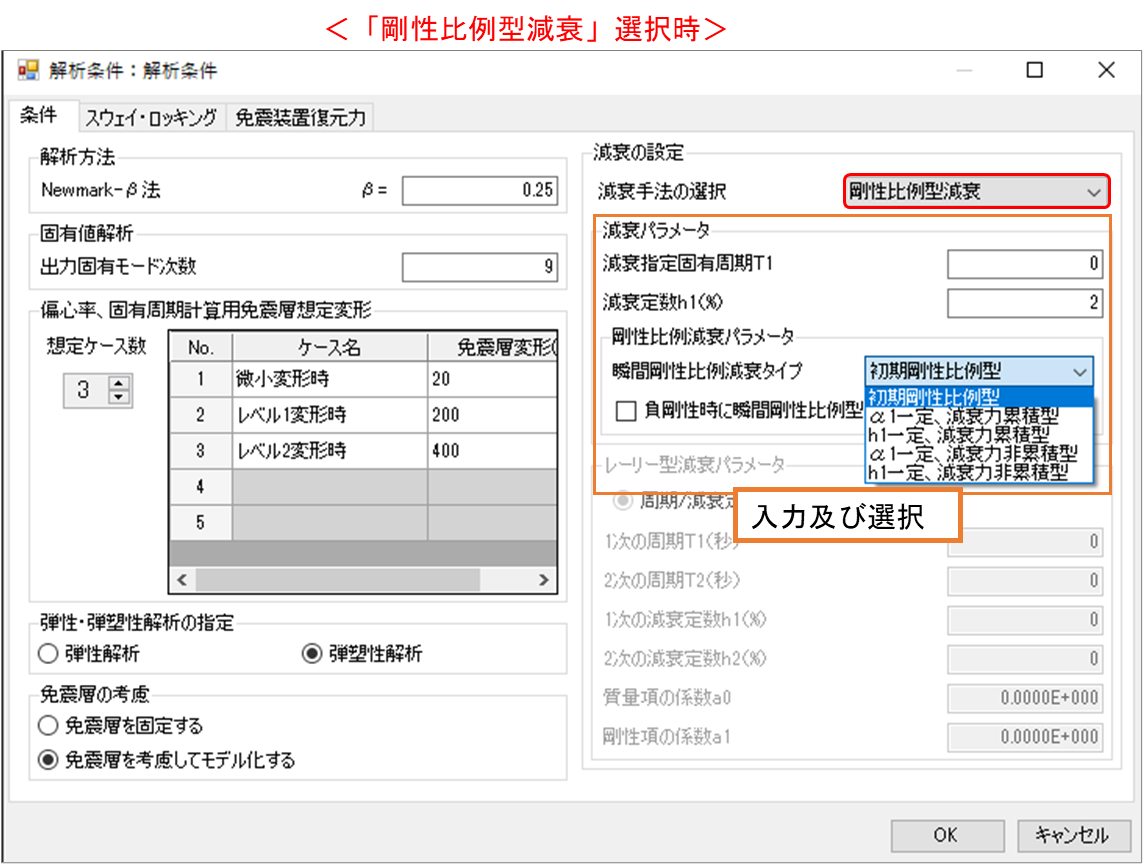 ＜「剛性比例型減衰」選択時＞
解析条件：解析条件
条件 スウェイ・ロッキング 免震装置復元力
解析方法
Newmark-β法 β= 0.25
固有値解析
出力固有モード次数 9
偏心率、固有周期計算用免震層想定変形
想定ケース数
3
No. ケース名 免震層変形(
1 微小変形時 20
2 レベル1変形時 200
3 レベル2変形時 400
4
5
弾性・弾塑性解析の指定
弾性解析 弾塑性解析
免震層の考慮
免震層を固定する
免震層を考慮してモデル化する
減衰の設定
減衰手法の選択 剛性比例型減衰
減衰パラメータ
減衰指定固有周期T1 0
減衰定数h1(%) 2
剛性比例減衰パラメータ
瞬間剛性比例減衰タイプ 初期剛性比例型
負剛性時に瞬間剛性比例型
初期剛性比例型
α1一定、減衰力累積型
h1一定、減衰力累積型
α1一定、減衰力非累積型
h1一定、減衰力非累積型
レーリー型減衰パラメータ
周期/減衰定
入力及び選択
1次の周期T1(秒) 0
2次の周期T2(秒) 0
1次の減衰定数h1(%) 0
2次の減衰定数h2(%) 0
質量項の係数a0 0.0000E+000
剛性項の係数a1 0.0000E+000
OK キャンセル